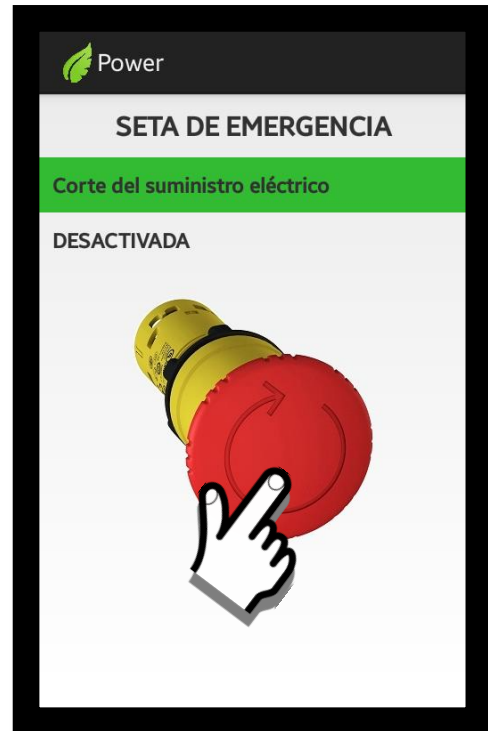 Power
SETA DE EMERGENCIA
Corte del suministro eléctrico
DESACTIVADA